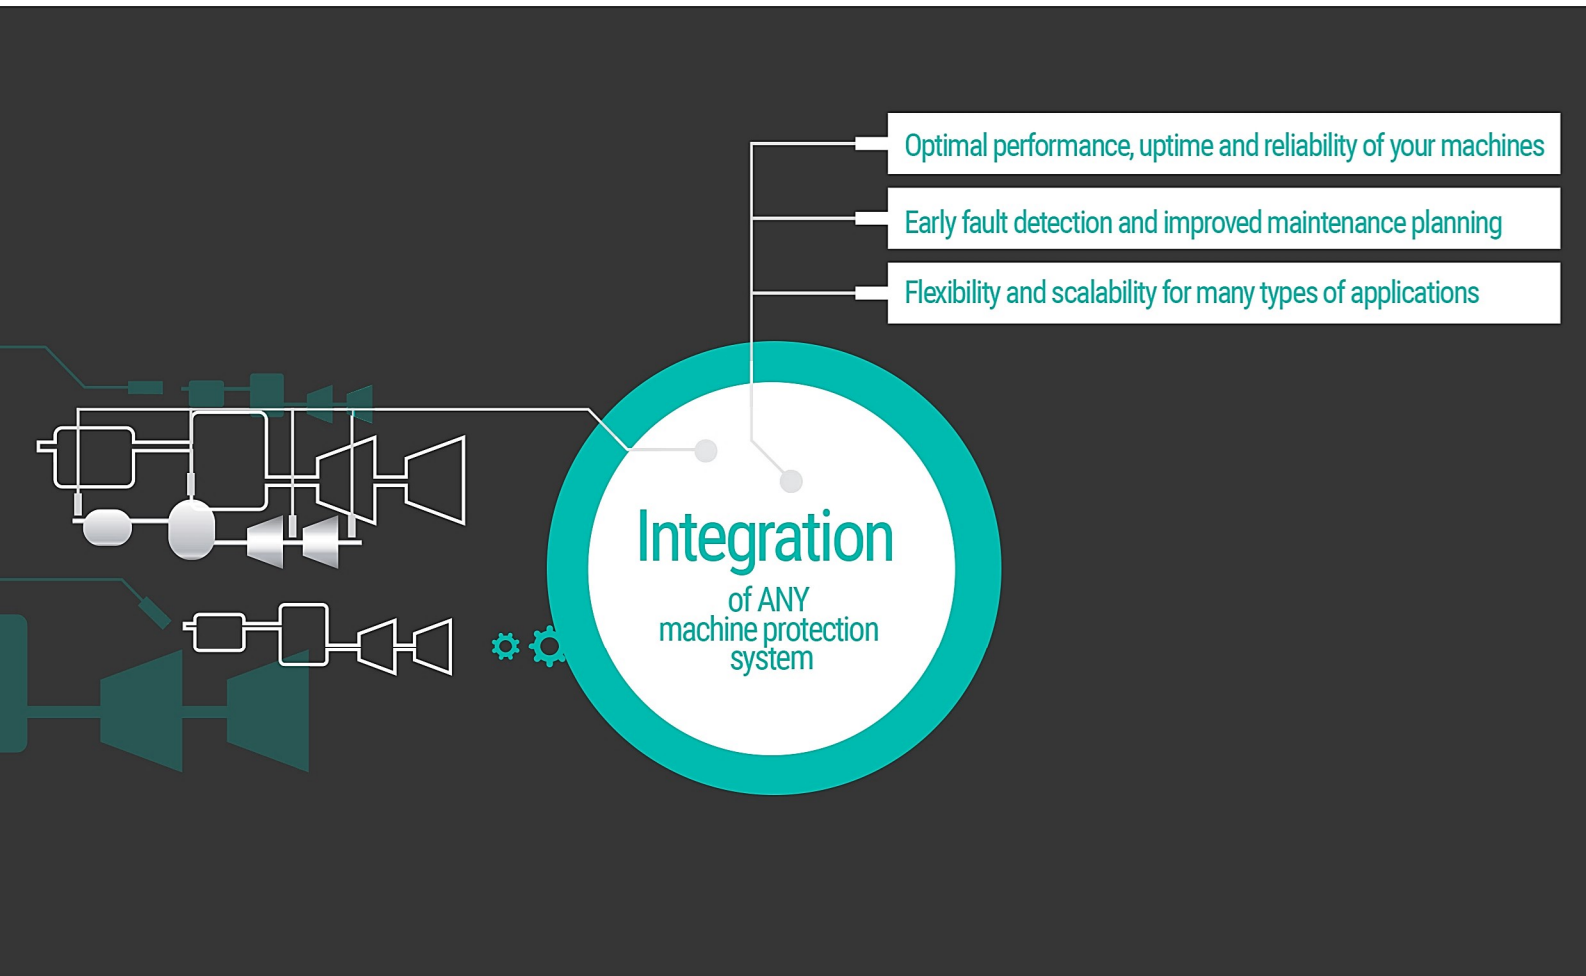 Optimal performance, uptime and reliability of your machines
Early fault detection and improved maintenance planning
Flexibility and scalability for many types of applications
Integration
of ANY
machine protection
system